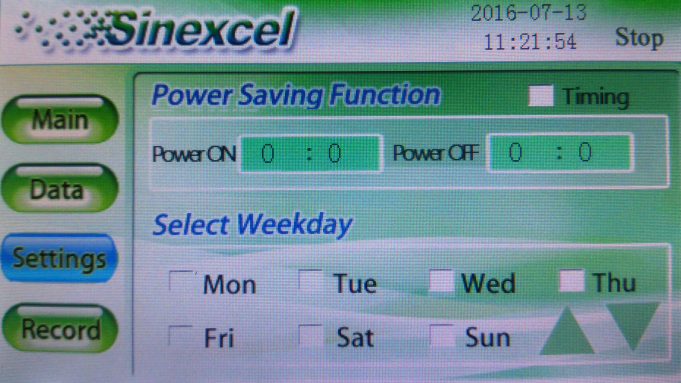 Sinexcel
2016-07-13
11:21:54
Stop
Main
Data
Settings
Record
Power Saving Function
Timing
Power ON 0 : 0 Power OFF 0 : 0
Select Weekday
Mon Tue Wed Thu
Fri Sat Sun